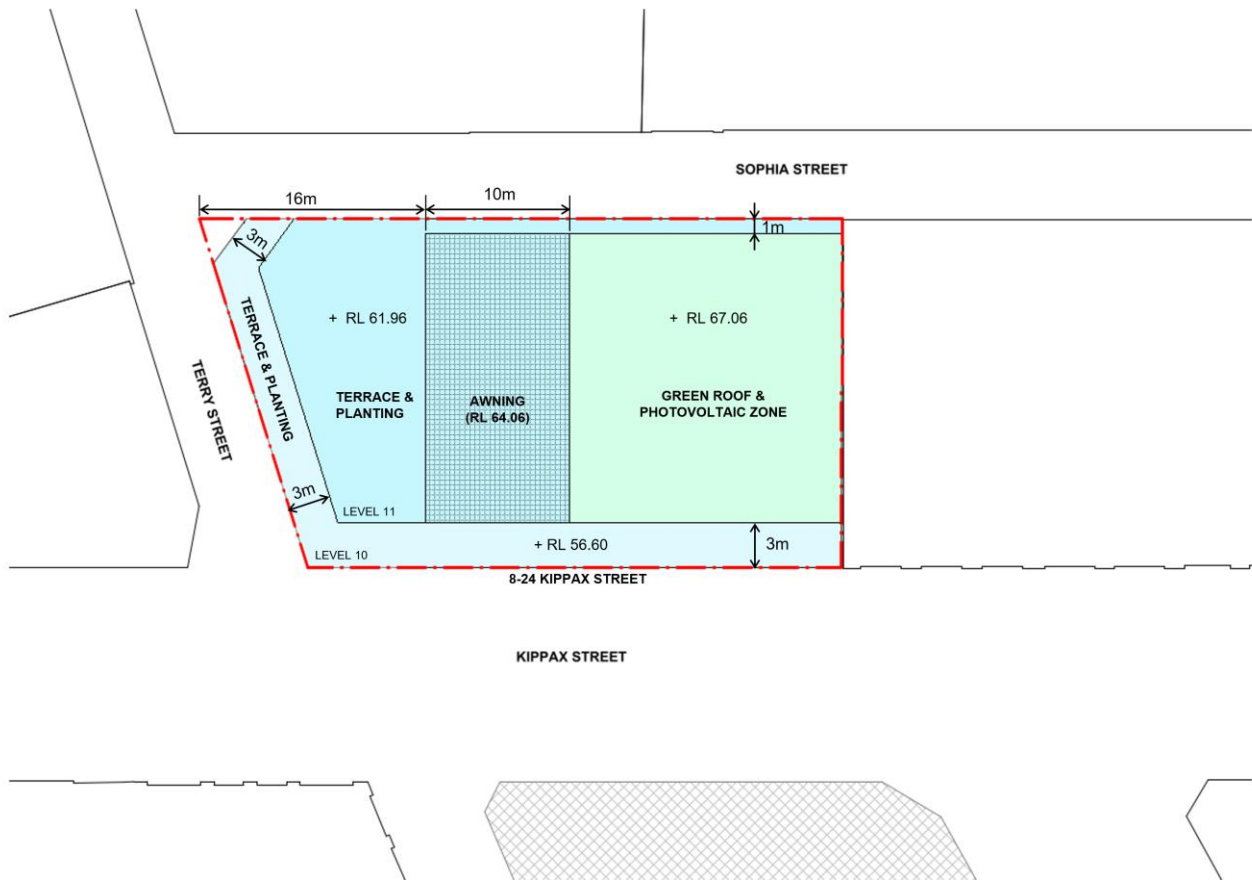 SOPHIA STREET
16m
10m
1m
3m
+ RL 61.96
+ RL 67.06
TERRACE & PLANTING
TERRY STREET
TERRACE &
PLANTING
AWNING
(RL 64.06)
GREEN ROOF &
PHOTOVOLTAIC ZONE
3m
LEVEL 11
LEVEL 10
+ RL 56.60
3m
8-24 KIPPAX STREET
KIPPAX STREET